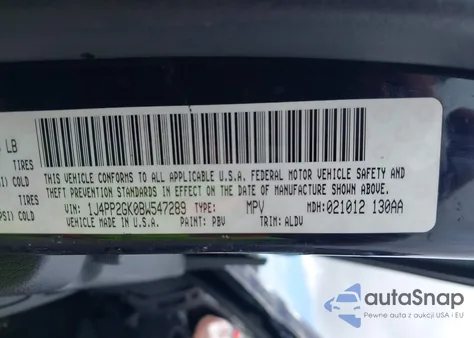 LB
TIRES
COLD
TIRES
PSI) COLD
THIS VEHICLE CONFORMS TO ALL APPLICABLE U.S.A. FEDERAL MOTOR VEHICLE SAFETY AND
THEFT PREVENTION STANDARDS IN EFFECT ON THE DATE OF MANUFACTURE SHOWN ABOVE.
VIN: 1J4PP2GK0BW547289 TYPE: MPV MDH:021012 130AA
VEHICLE MADE IN U.S.A. PAINT: PBV TRIM: ALDV
autoSnap
Pewne auta z aukcji USA i EU